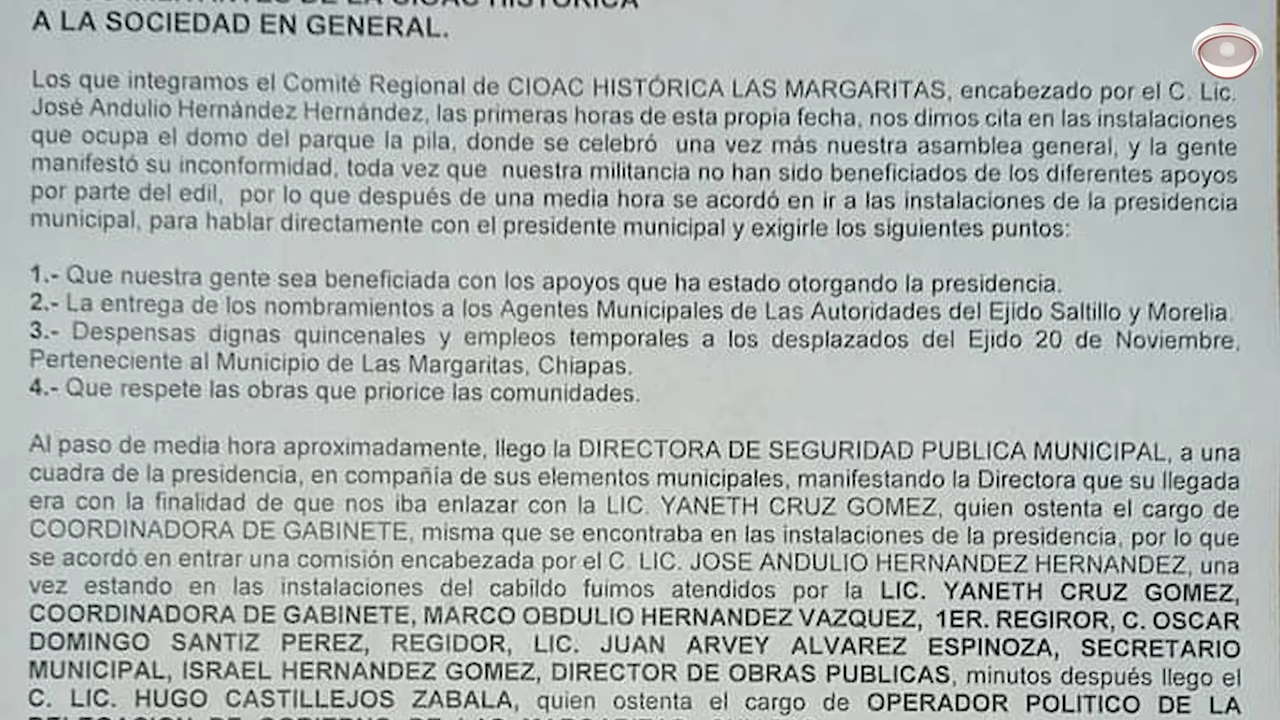 DE LA CIOAC HISTÓRICA
A LA SOCIEDAD EN GENERAL.
Los que integramos el Comité Regional de CIOAC HISTÓRICA LAS MARGARITAS, encabezado por el C. Lic.
José Andulio Hernández Hernández, las primeras horas de esta propia fecha, nos dimos cita en las instalaciones
que ocupa el domo del parque la pila, donde se celebró una vez más nuestra asamblea general, y la gente
manifestó su inconformidad, toda vez que nuestra militancia no han sido beneficiados de los diferentes apoyos
por parte del edil, por lo que después de una media hora se acordó en ir a las instalaciones de la presidencia
municipal, para hablar directamente con el presidente municipal y exigirle los siguientes puntos:
1.- Que nuestra gente sea beneficiada con los apoyos que ha estado otorgando la presidencia.
2.- La entrega de los nombramientos a los Agentes Municipales de Las Autoridades del Ejido Saltillo y Morelia.
3.- Despensas dignas quincenales y empleos temporales a los desplazados del Ejido 20 de Noviembre,
Perteneciente al Municipio de Las Margaritas, Chiapas.
4.- Que respete las obras que priorice las comunidades.
Al paso de media hora aproximadamente, llego la DIRECTORA DE SEGURIDAD PUBLICA MUNICIPAL, a una
cuadra de la presidencia, en compañía de sus elementos municipales, manifestando la Directora que su llegada
era con la finalidad de que nos iba enlazar con la LIC. YANETH CRUZ GOMEZ, quien ostenta el cargo de
COORDINADORA DE GABINETE, misma que se encontraba en las instalaciones de la presidencia, por lo que
se acordó en entrar una comisión encabezada por el C. LIC. JOSE ANDULIO HERNANDEZ HERNANDEZ, una
vez estando en las instalaciones del cabildo fuimos atendidos por la LIC. YANETH CRUZ GOMEZ,
COORDINADORA DE GABINETE, MARCO OBDULIO HERNANDEZ VAZQUEZ, 1ER. REGIROR, C. OSCAR
DOMINGO SANTIZ PEREZ, REGIDOR, LIC. JUAN ARVEY ALVAREZ ESPINOZA, SECRETARIO
MUNICIPAL, ISRAEL HERNANDEZ GOMEZ, DIRECTOR DE OBRAS PUBLICAS, minutos después llego el
C. LIC. HUGO CASTILLEJOS ZABALA, quien ostenta el cargo de OPERADOR POLITICO DE LA